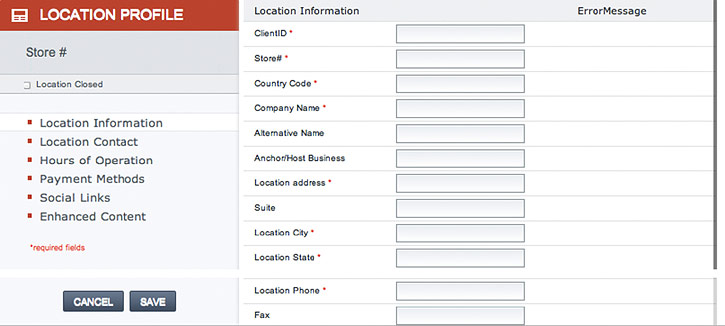 LOCATION PROFILE
Store #
Location Closed
Location Information
Location Contact
Hours of Operation
Payment Methods
Social Links
Enhanced Content
*required fields
CANCEL SAVE
Location Information ErrorMessage
ClientID *
Store# *
Country Code *
Company Name *
Alternative Name
Anchor/Host Business
Location address *
Suite
Location City *
Location State *
Location Phone *
Fax